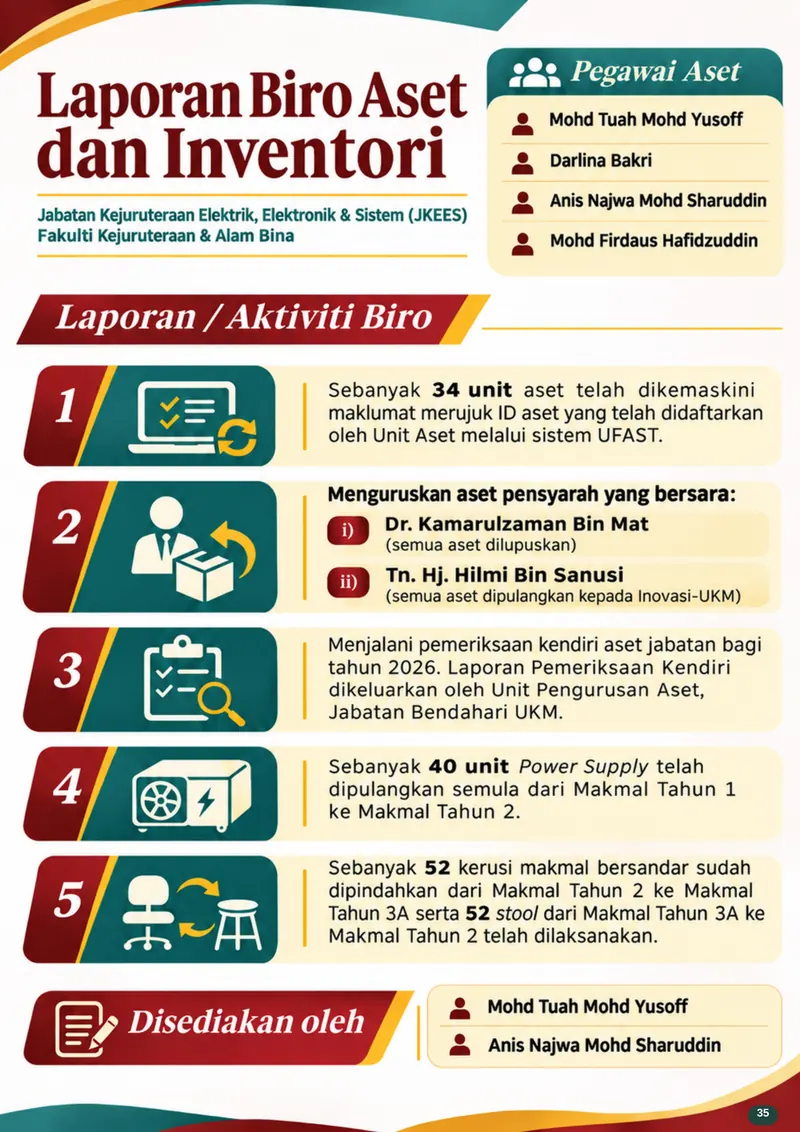 Laporan Biro Aset
dan Inventori
Jabatan Kejuruteraan Elektrik, Elektronik & Sistem (JKEES)
Fakulti Kejuruteraan & Alam Bina
Pegawai Aset
Mohd Tuah Mohd Yusoff
Darlina Bakri
Anis Najwa Mohd Sharuddin
Mohd Firdaus Hafidzuddin
Laporan / Aktiviti Biro
1
Sebanyak 34 unit aset telah dikemaskini
maklumat merujuk ID aset yang telah didaftarkan
oleh Unit Aset melalui sistem UFAST.
2
Menguruskan aset pensyarah yang bersara:
i) Dr. Kamarulzaman Bin Mat
(semua aset dilupuskan)
ii) Tn. Hj. Hilmi Bin Sanusi
(semua aset dipulangkan kepada Inovasi-UKM)
3
Menjalani pemeriksaan kendiri aset jabatan bagi
tahun 2026. Laporan Pemeriksaan Kendiri
dikeluarkan oleh Unit Pengurusan Aset,
Jabatan Bendahari UKM.
4
Sebanyak 40 unit Power Supply telah
dipulangkan semula dari Makmal Tahun 1
ke Makmal Tahun 2.
5
Sebanyak 52 kerusi makmal bersandar sudah
dipindahkan dari Makmal Tahun 2 ke Makmal
Tahun 3A serta 52 stool dari Makmal Tahun 3A ke
Makmal Tahun 2 telah dilaksanakan.
Disediakan oleh
Mohd Tuah Mohd Yusoff
Anis Najwa Mohd Sharuddin
35